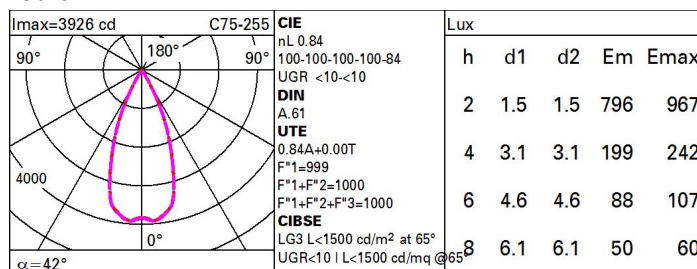 Imax=3926 cd C75-255
90° 180° 90°
4000
0°
α=42°
CIE
nL 0.84
100-100-100-100-84
UGR <10-<10
DIN
A.61
UTE
0.84A+0.00T
F"1=999
F"1+F"2=1000
F"1+F"2+F"3=1000
CIBSE
LG3 L<1500 cd/m² at 65°
UGR<10 | L<1500 cd/mq @65°
Lux
h d1 d2 Em Emax
2 1.5 1.5 796 967
4 3.1 3.1 199 242
6 4.6 4.6 88 107
8 6.1 6.1 50 60